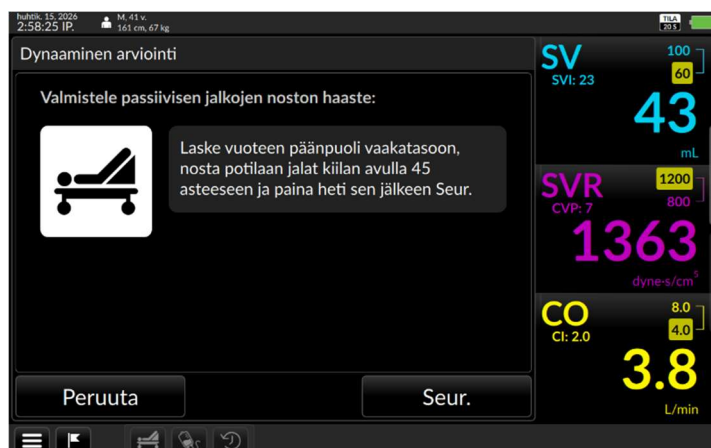 huhtik. 15, 2026
2:58:25 IP.
M, 41 v.
161 cm, 67 kg
TILA
20 S
Dynaaminen arviointi
Valmistele passiivisen jalkojen noston haaste:
Laske vuoteen päänpuoli vaakatasoon,
nosta potilaan jalat kiilan avulla 45
asteeseen ja paina heti sen jälkeen Seur.
Peruuta
Seur.
SV
SVI: 23
100
60
43
mL
SVR
CVP: 7
1200
800
1363
dyne·s/cm⁵
CO
CI: 2.0
8.0
4.0
3.8
L/min